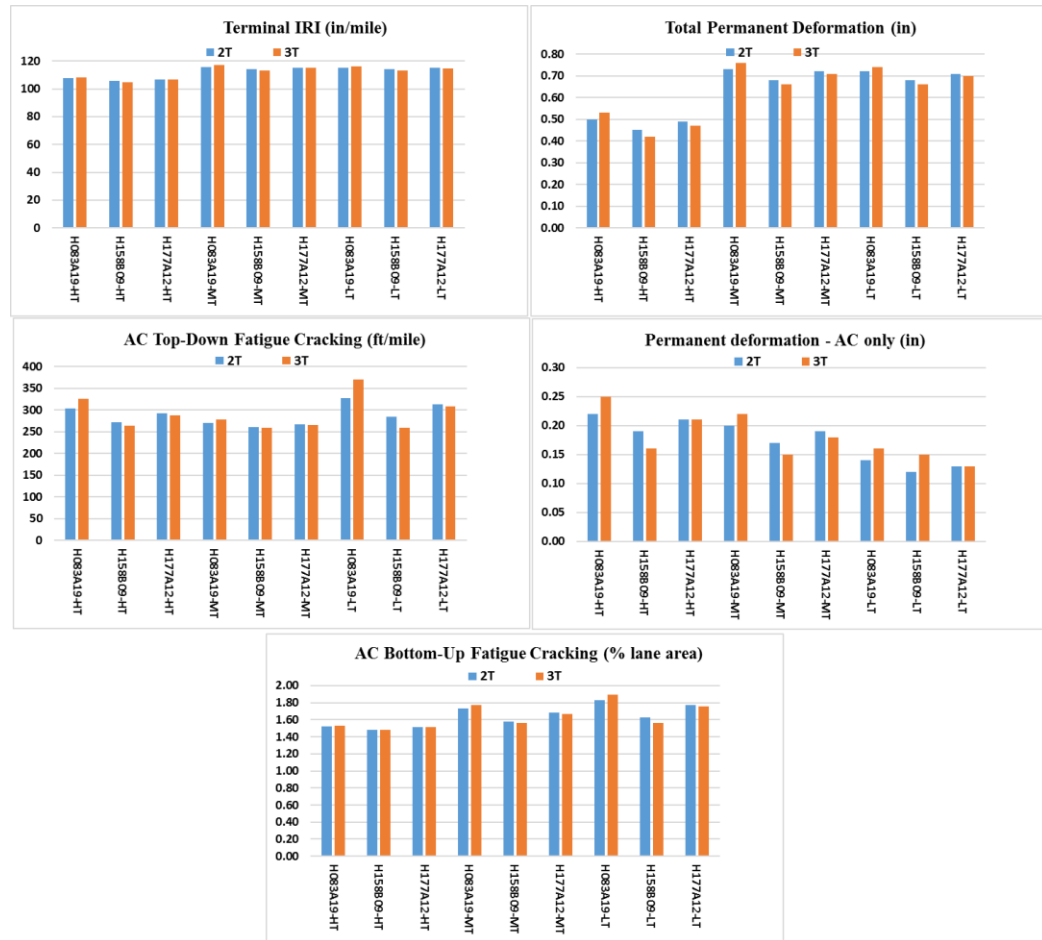 Terminal IRI (in/mile)
2T 3T
120
100
80
60
40
20
0
H083A19-HT
H158B09-HT
H177A12-HT
H083A19-MT
H158B09-MT
H177A12-MT
H083A19-LT
H158B09-LT
H177A12-LT
Total Permanent Deformation (in)
2T 3T
0.80
0.70
0.60
0.50
0.40
0.30
0.20
0.10
0.00
H083A19-HT
H158B09-HT
H177A12-HT
H083A19-MT
H158B09-MT
H177A12-MT
H083A19-LT
H158B09-LT
H177A12-LT
AC Top-Down Fatigue Cracking (ft/mile)
2T 3T
400
350
300
250
200
150
100
50
0
H083A19-HT
H158B09-HT
H177A12-HT
H083A19-MT
H158B09-MT
H177A12-MT
H083A19-LT
H158B09-LT
H177A12-LT
Permanent deformation - AC only (in)
2T 3T
0.30
0.25
0.20
0.15
0.10
0.05
0.00
H083A19-HT
H158B09-HT
H177A12-HT
H083A19-MT
H158B09-MT
H177A12-MT
H083A19-LT
H158B09-LT
H177A12-LT
AC Bottom-Up Fatigue Cracking (% lane area)
2T 3T
2.00
1.80
1.60
1.40
1.20
1.00
0.80
0.60
0.40
0.20
0.00
H083A19-HT
H158B09-HT
H177A12-HT
H083A19-MT
H158B09-MT
H177A12-MT
H083A19-LT
H158B09-LT
H177A12-LT